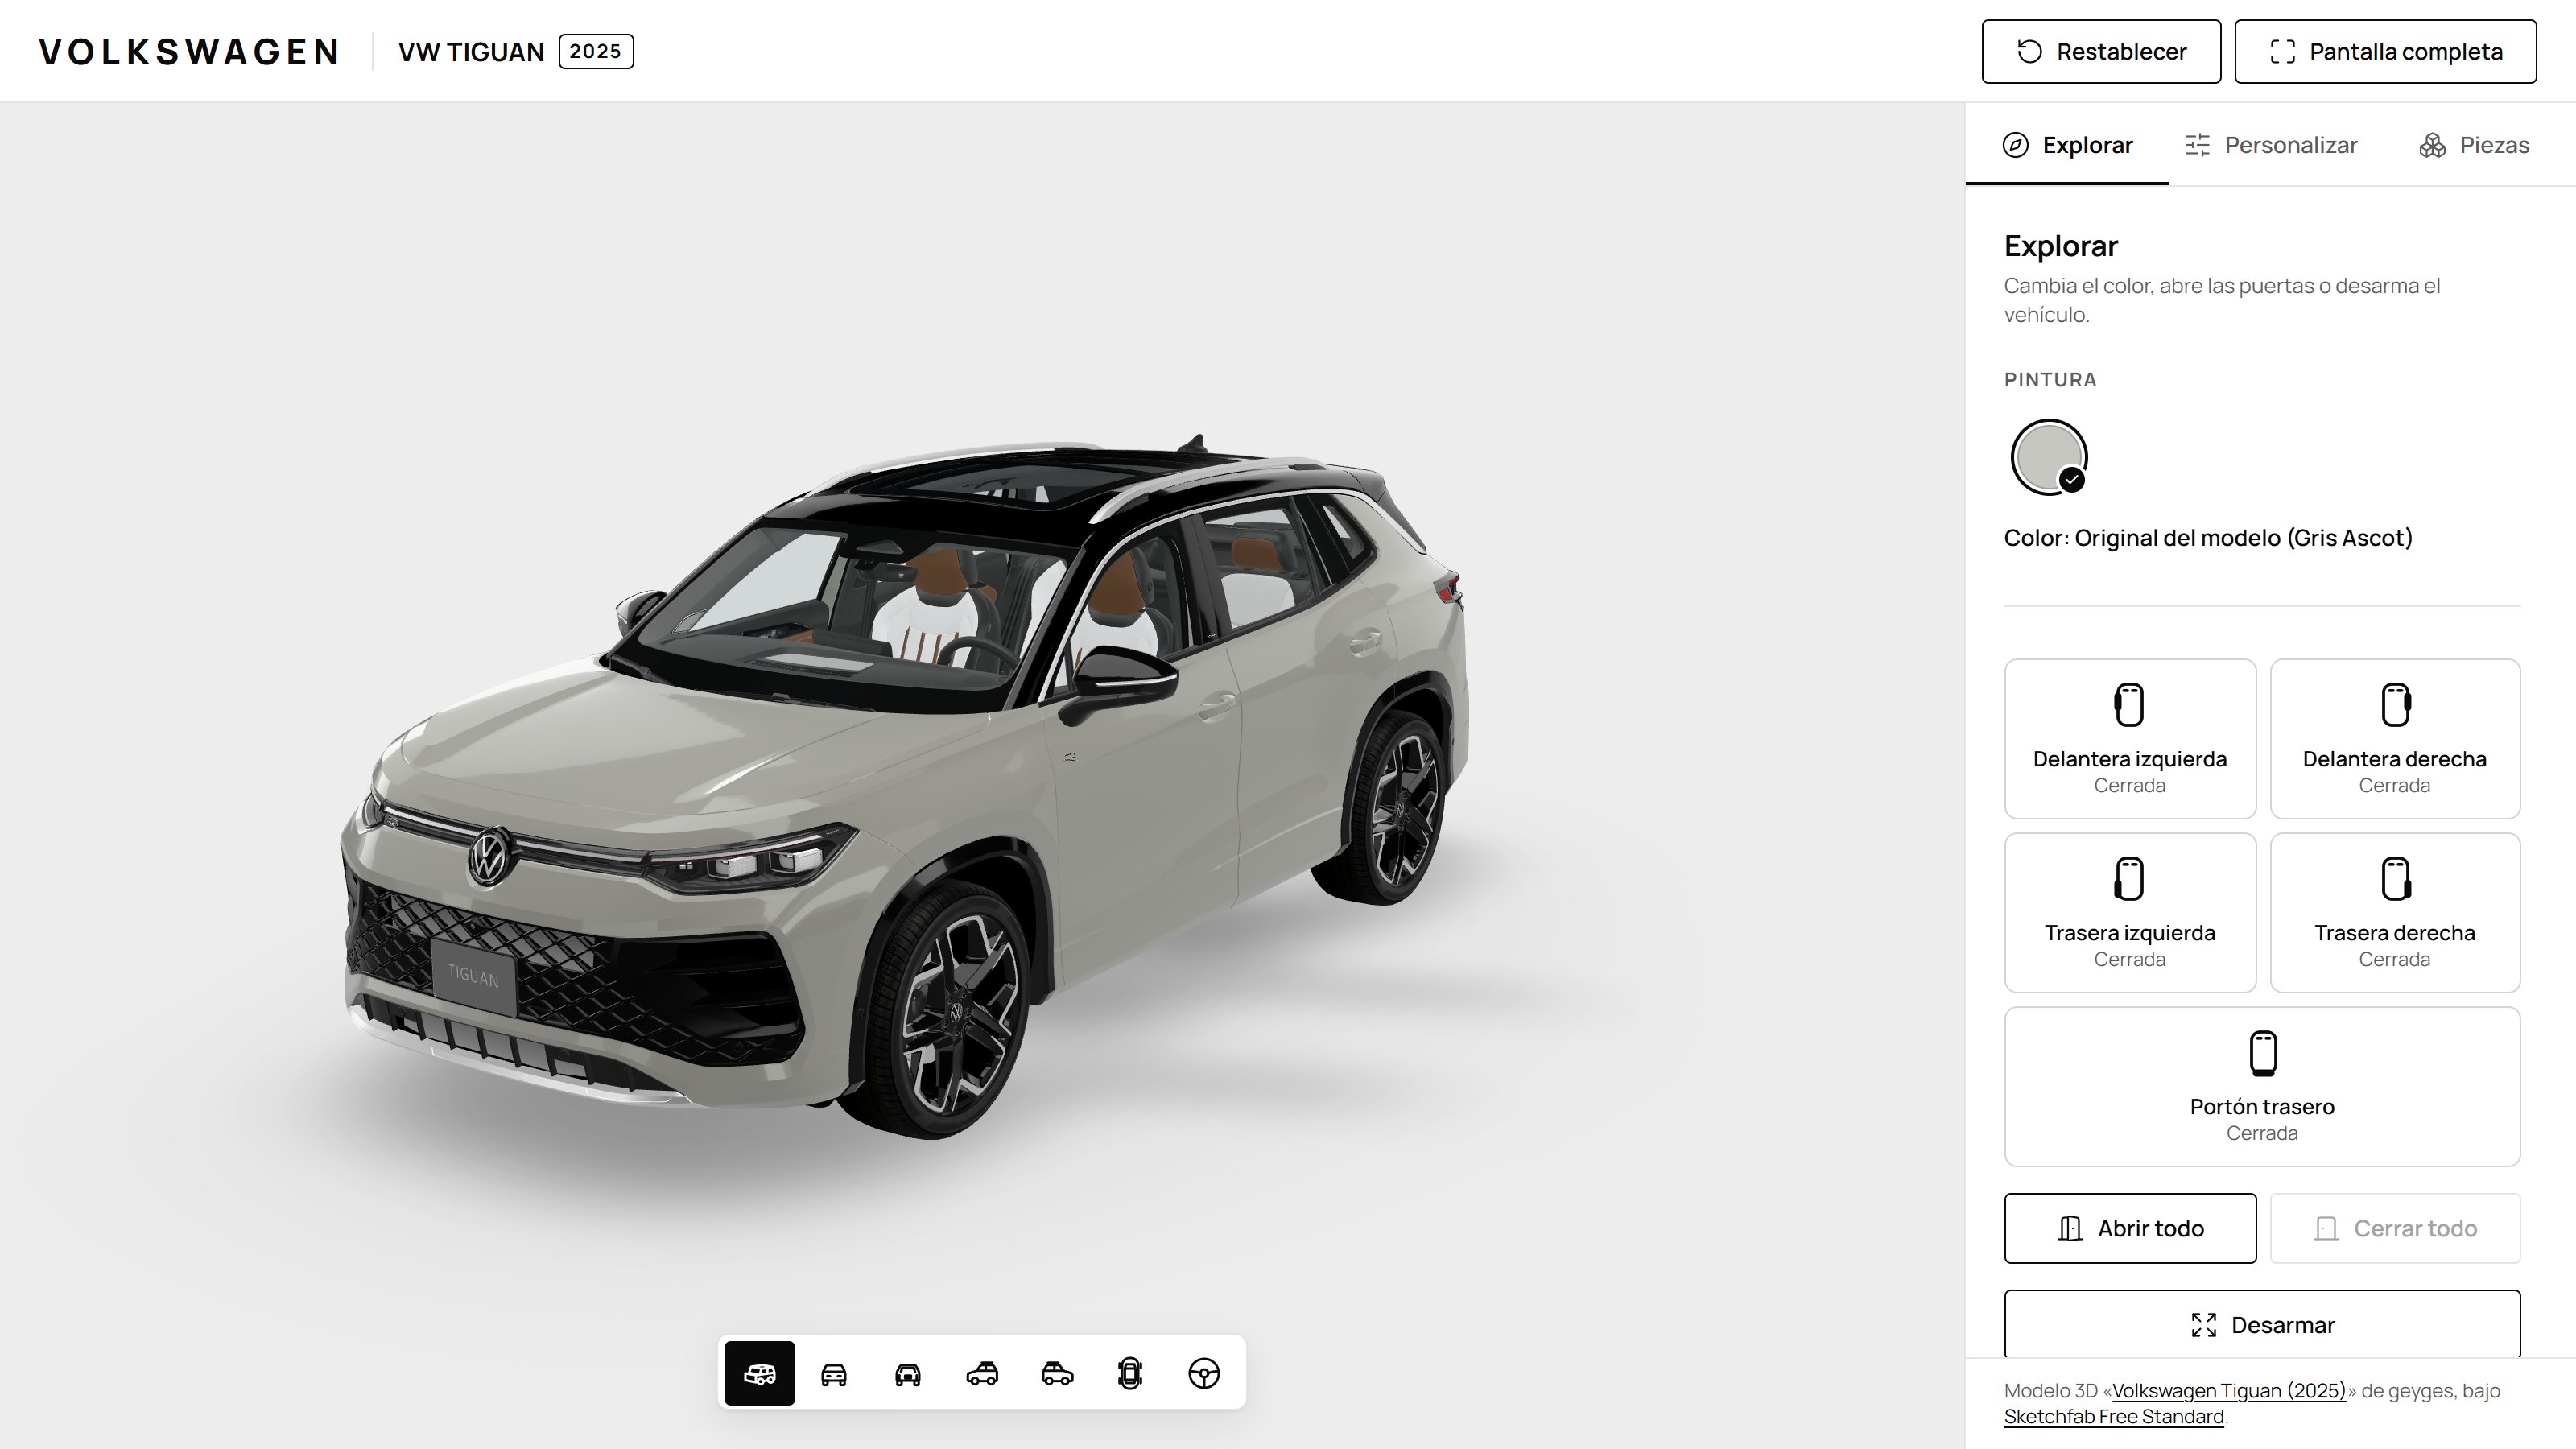 VOLKSWAGEN
VW TIGUAN 2025
Restablecer
Pantalla completa
Explorar
Personalizar
Piezas
Explorar
Cambia el color, abre las puertas o desarma el
vehículo.
PINTURA
Color: Original del modelo (Gris Ascot)
Delantera izquierda
Cerrada
Delantera derecha
Cerrada
Trasera izquierda
Cerrada
Trasera derecha
Cerrada
Portón trasero
Cerrada
Abrir todo
Cerrar todo
Desarmar
Modelo 3D «Volkswagen Tiguan (2025)» de geyges, bajo
Sketchfab Free Standard.
TIGUAN